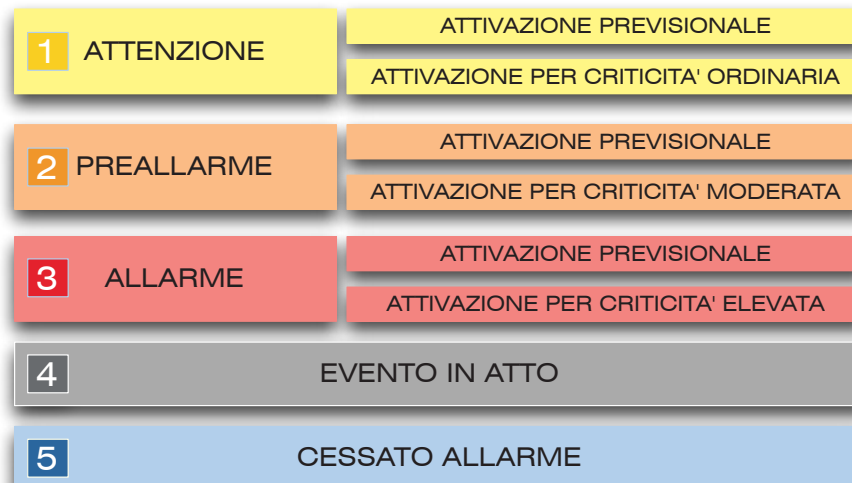 1 ATTENZIONE
ATTIVAZIONE PREVISIONALE
ATTIVAZIONE PER CRITICITA' ORDINARIA
2 PREALLARME
ATTIVAZIONE PREVISIONALE
ATTIVAZIONE PER CRITICITA' MODERATA
3 ALLARME
ATTIVAZIONE PREVISIONALE
ATTIVAZIONE PER CRITICITA' ELEVATA
4 EVENTO IN ATTO
5 CESSATO ALLARME